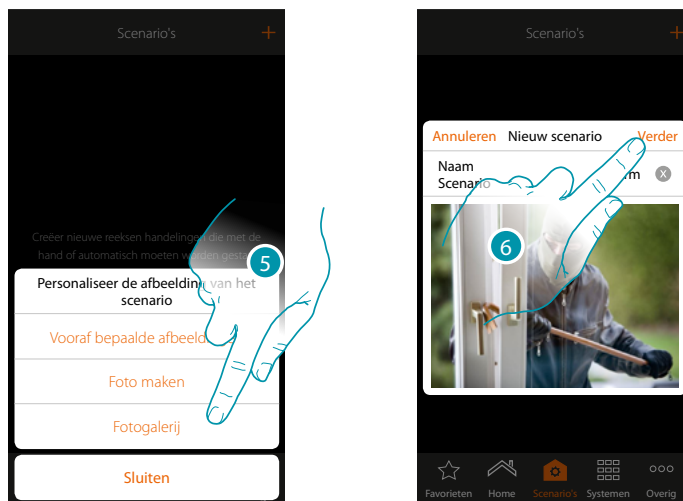 Scenario's +
Creëer nieuwe reeksen handelingen die met de
hand of automatisch moeten worden
5
Personaliseer de afbeelding van het
scenario
Vooraf bepaalde
Foto maken
Fotogalerij
Sluiten
Scenario's +
Annuleren Nieuw scenario Verder
Naam
Scenario
X
6
Favorieten Home Scenario's Systemen Overig